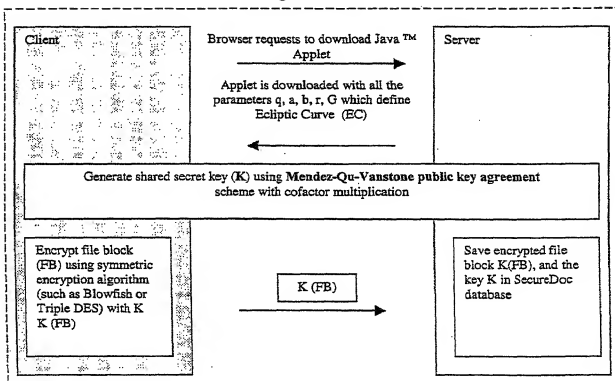 Client
Browser requests to download Java ™
Applet
Server
Applet is downloaded with all the
parameters q, a, b, r, G which define
Ecliptic Curve (EC)
Generate shared secret key (K) using Mendez-Qu-Vanstone public key agreement
scheme with cofactor multiplication
Encrypt file block
(FB) using symmetric
encryption algorithm
(such as Blowfish or
Triple DES) with K
K (FB)
K (FB)
Save encrypted file
block K(FB), and the
key K in SecureDoc
database